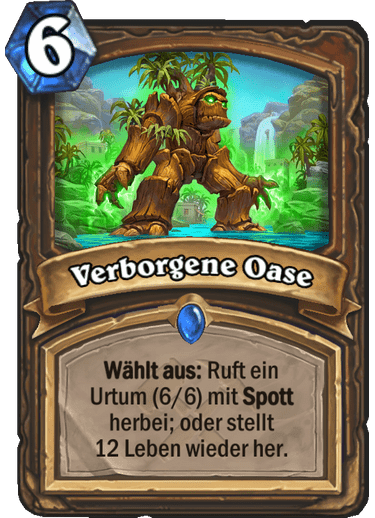 6
Verborgene Oase
Wählt aus: Ruft ein
Urtum (6/6) mit Spott
herbei; oder stellt
12 Leben wieder her.